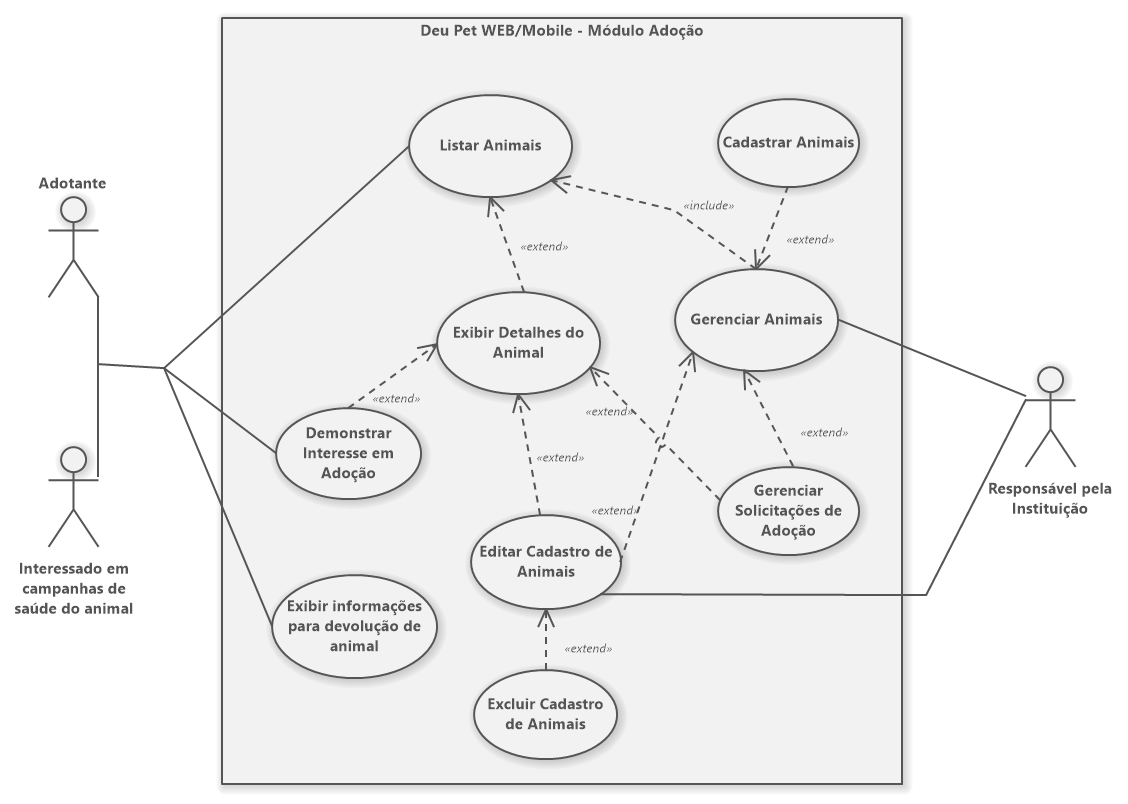 Deu Pet WEB/Mobile - Módulo Adoção
Listar Animais
Cadastrar Animais
Adotante
«include»
«extend»
«extend»
Gerenciar Animais
Exibir Detalhes do
Animal
«extend»
«extend»
Demonstrar
Interesse em
Adoção
«extend»
«extend»
Responsável pela
Instituição
Gerenciar
Solicitações de
Adoção
«extend»
Editar Cadastro de
Animais
Interessado em
campanhas de
saúde do animal
Exibir informações
para devolução de
animal
«extend»
Excluir Cadastro
de Animais